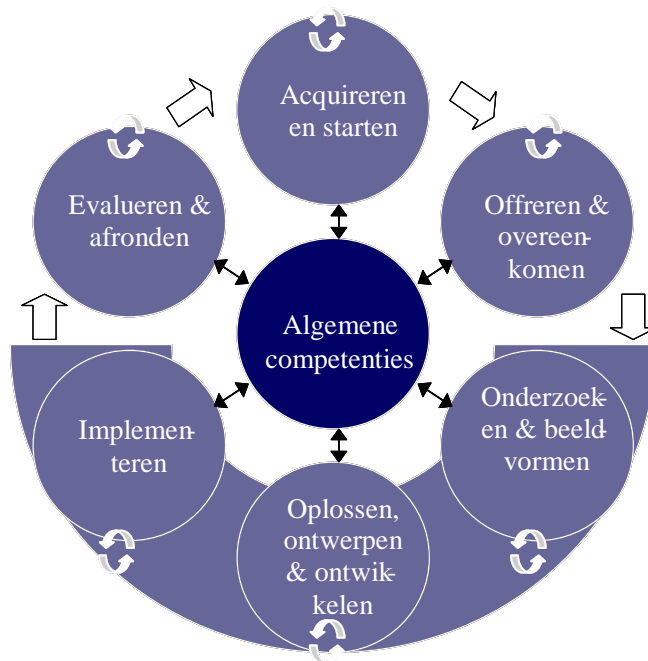 Acquireren
en starten
Offreren &
overeen-
komen
Onderzoek-
en & beeld-
vormen
Oplossen,
ontwerpen
& ontwik-
kelen
Implemen-
teren
Evalueren &
afronden
Algemene
competenties